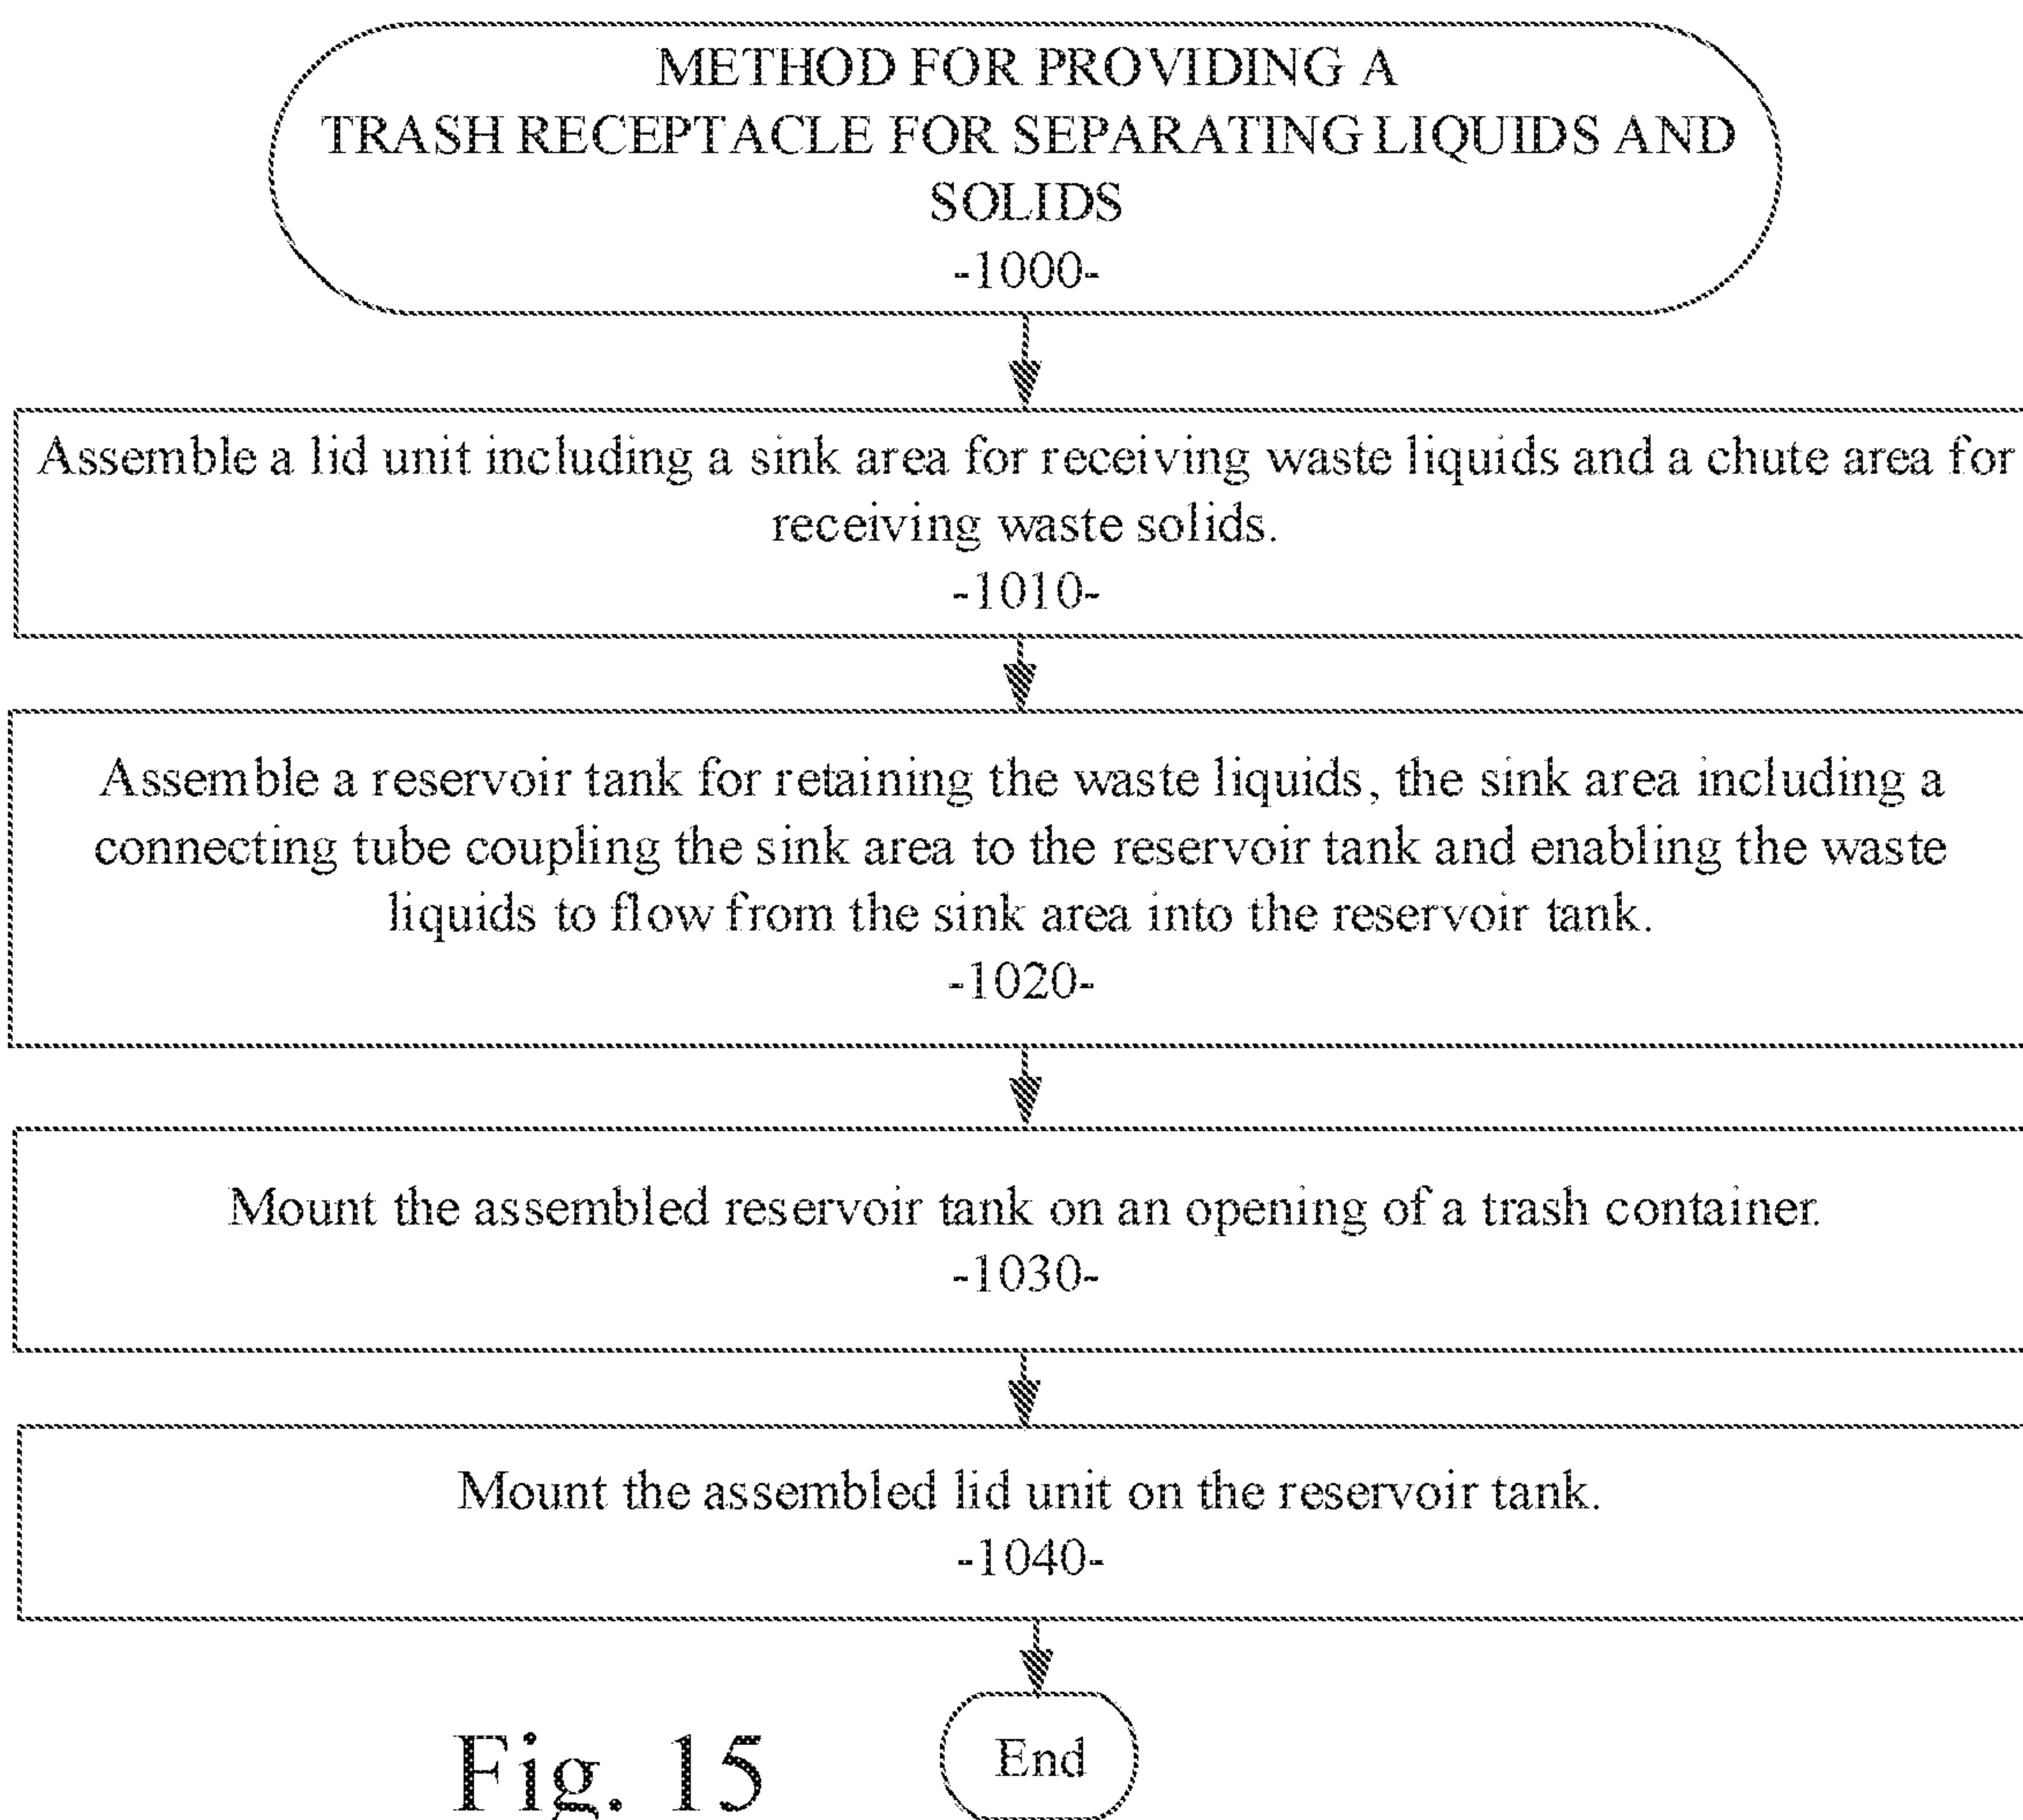 METHOD FOR PROVIDING A
TRASH RECEPTACLE FOR SEPARATING LIQUIDS AND
SOLIDS
-1000-
Assemble a lid unit including a sink area for receiving waste liquids and a chute area for
receiving waste solids.
-1010-
Assemble a reservoir tank for retaining the waste liquids, the sink area including a
connecting tube coupling the sink area to the reservoir tank and enabling the waste
liquids to flow from the sink area into the reservoir tank.
-1020-
Mount the assembled reservoir tank on an opening of a trash container.
-1030-
Mount the assembled lid unit on the reservoir tank.
-1040-
End
Fig. 15